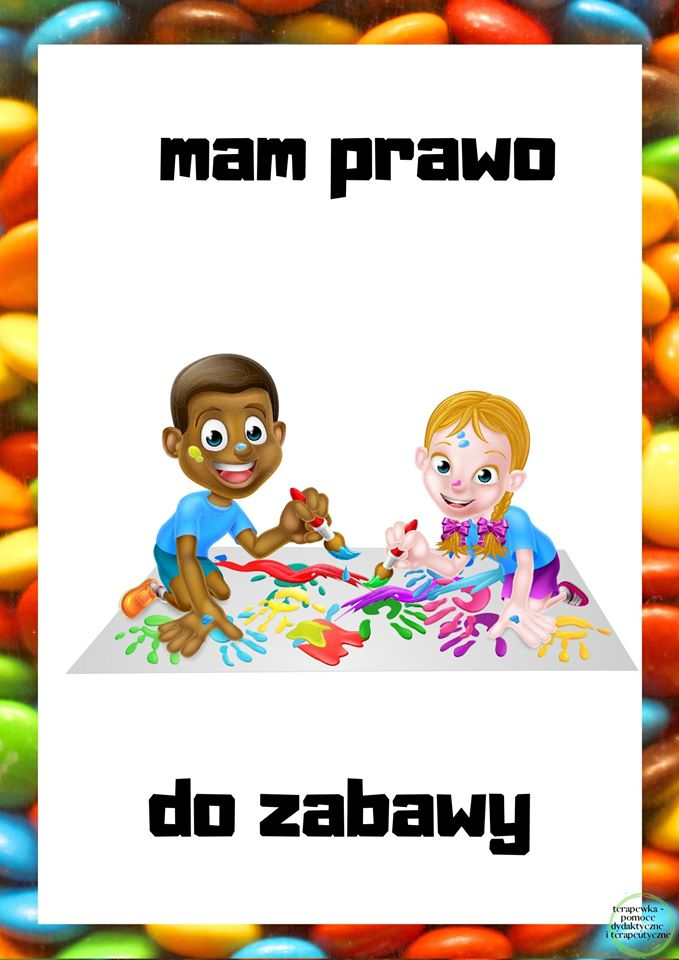 mam prawo
do zabawy
terapewka -
pomoce
dydaktyczne
i terapeutyczne